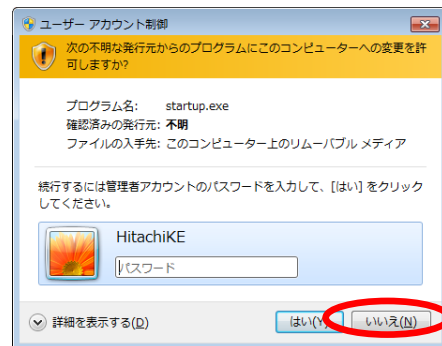 ユーザー アカウント制御
次の不明な発行元からのプログラムにこのコンピューターへの変更を許
可しますか?
プログラム名: startup.exe
確認済みの発行元: 不明
ファイルの入手先: このコンピューター上のリムーバブル メディア
続行するには管理者アカウントのパスワードを入力して、[はい] をクリック
してください。
HitachiKE
パスワード
詳細を表示する(D)
はい(Y)
いいえ(N)